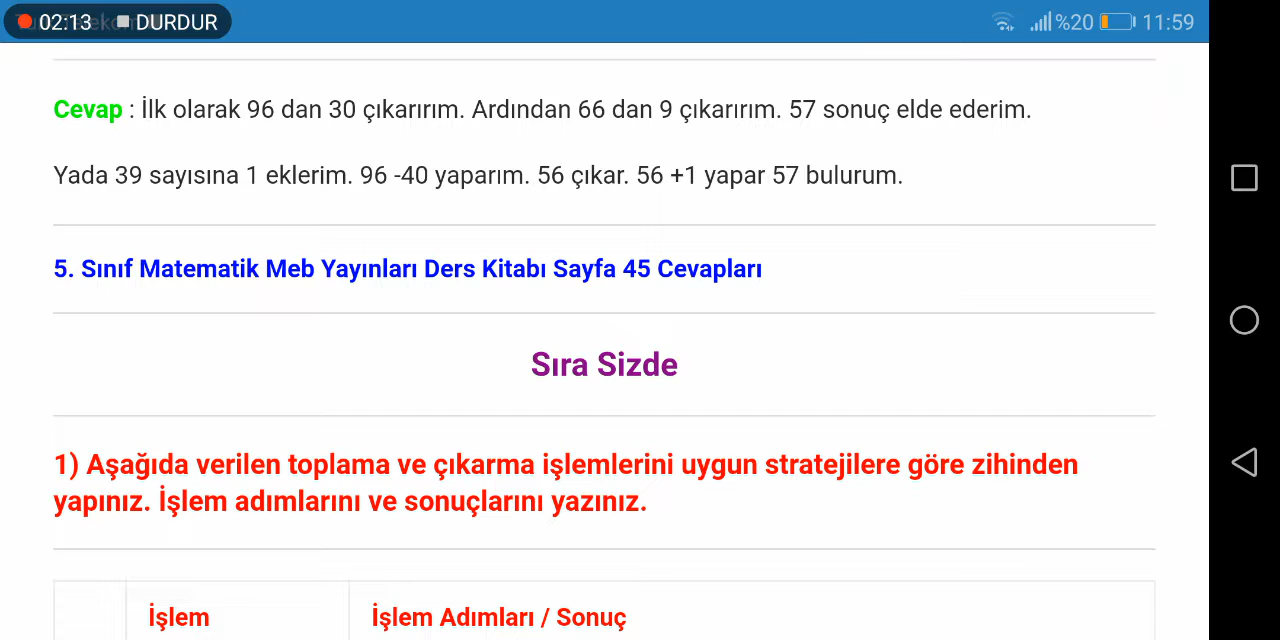 02:13 DURDUR %20 11:59
Cevap : İlk olarak 96 dan 30 çıkarırım. Ardından 66 dan 9 çıkarırım. 57 sonuç elde ederim.
Yada 39 sayısına 1 eklerim. 96 -40 yaparım. 56 çıkar. 56 +1 yapar 57 bulurum.
5. Sınıf Matematik Meb Yayınları Ders Kitabı Sayfa 45 Cevapları
Sıra Sizde
1) Aşağıda verilen toplama ve çıkarma işlemlerini uygun stratejilere göre zihinden
yapınız. İşlem adımlarını ve sonuçlarını yazınız.
İşlem İşlem Adımları / Sonuç